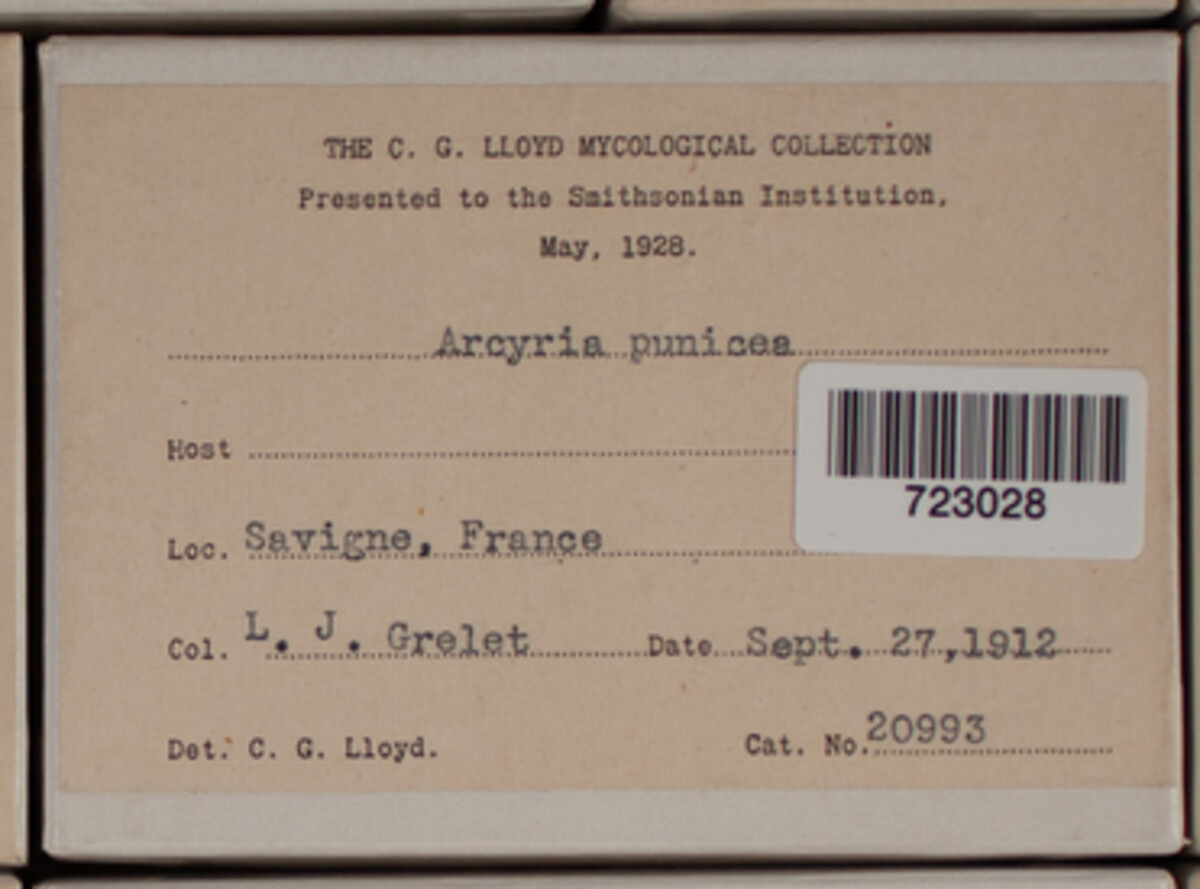 THE C. G. LLOYD MYCOLOGICAL COLLECTION
Presented to the Smithsonian Institution,
May, 1928.
Arcyria punicea
Host
723028
Loc. Savigne, France
Col. L. J. Grelet Date Sept. 27,1912
Det. C. G. Lloyd. Cat. No. 20993